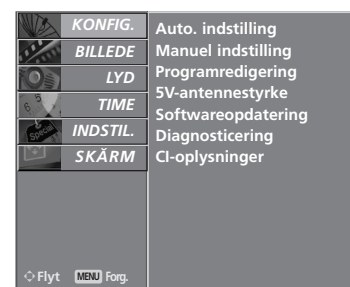 KONFIG.
BILLEDE
LYD
TIME
INDSTIL.
SKĂRM
Auto. indstilling
Manuel indstilling
Programredigering
5V-antennestyrke
Softwareopdatering
Diagnosticering
CI-oplysninger
Flyt MENU Forg.